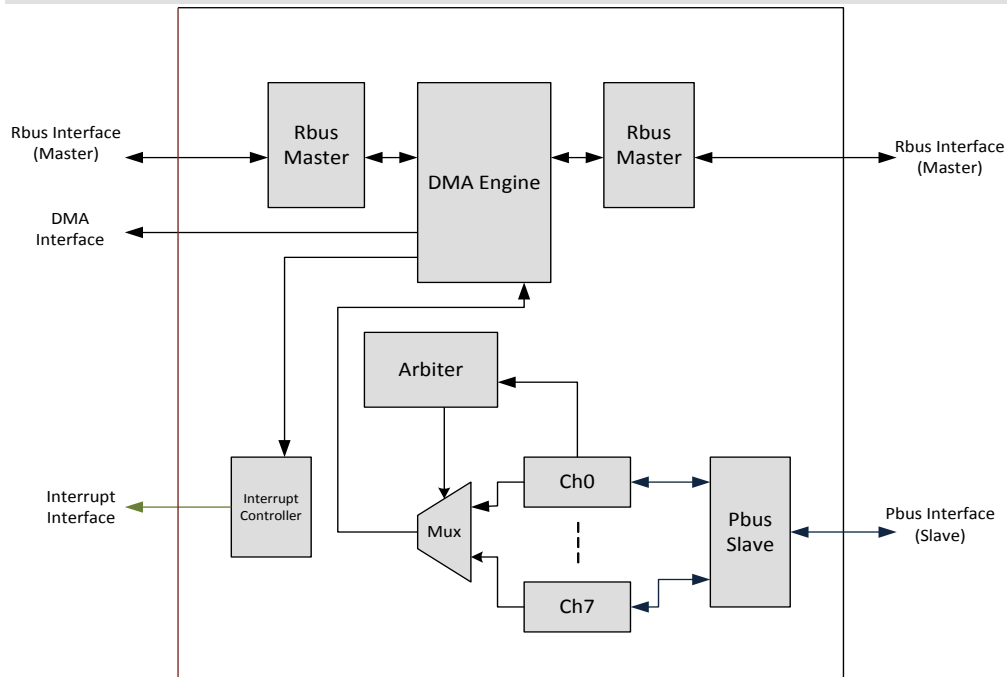 Rbus Interface
(Master)
Rbus
Master
DMA Engine
Rbus
Master
Rbus Interface
(Master)
DMA
Interface
Arbiter
Interrupt
Interface
Interrupt
Controller
Mux
Ch0
Ch7
Pbus
Slave
Pbus Interface
(Slave)